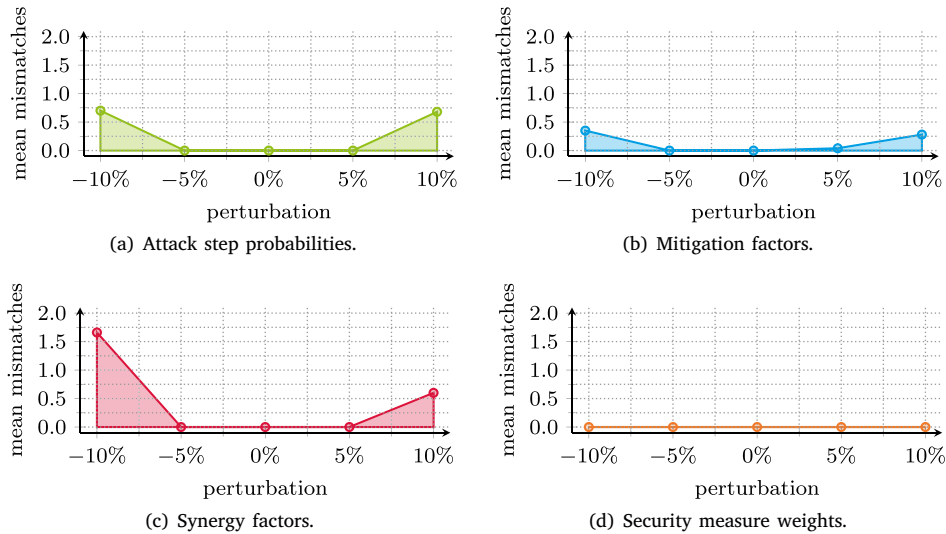 mean mismatches
2.0
1.5
1.0
0.5
0.0
−10% −5% 0% 5% 10%
perturbation
(a) Attack step probabilities.
mean mismatches
2.0
1.5
1.0
0.5
0.0
−10% −5% 0% 5% 10%
perturbation
(b) Mitigation factors.
mean mismatches
2.0
1.5
1.0
0.5
0.0
−10% −5% 0% 5% 10%
perturbation
(c) Synergy factors.
mean mismatches
2.0
1.5
1.0
0.5
0.0
−10% −5% 0% 5% 10%
perturbation
(d) Security measure weights.